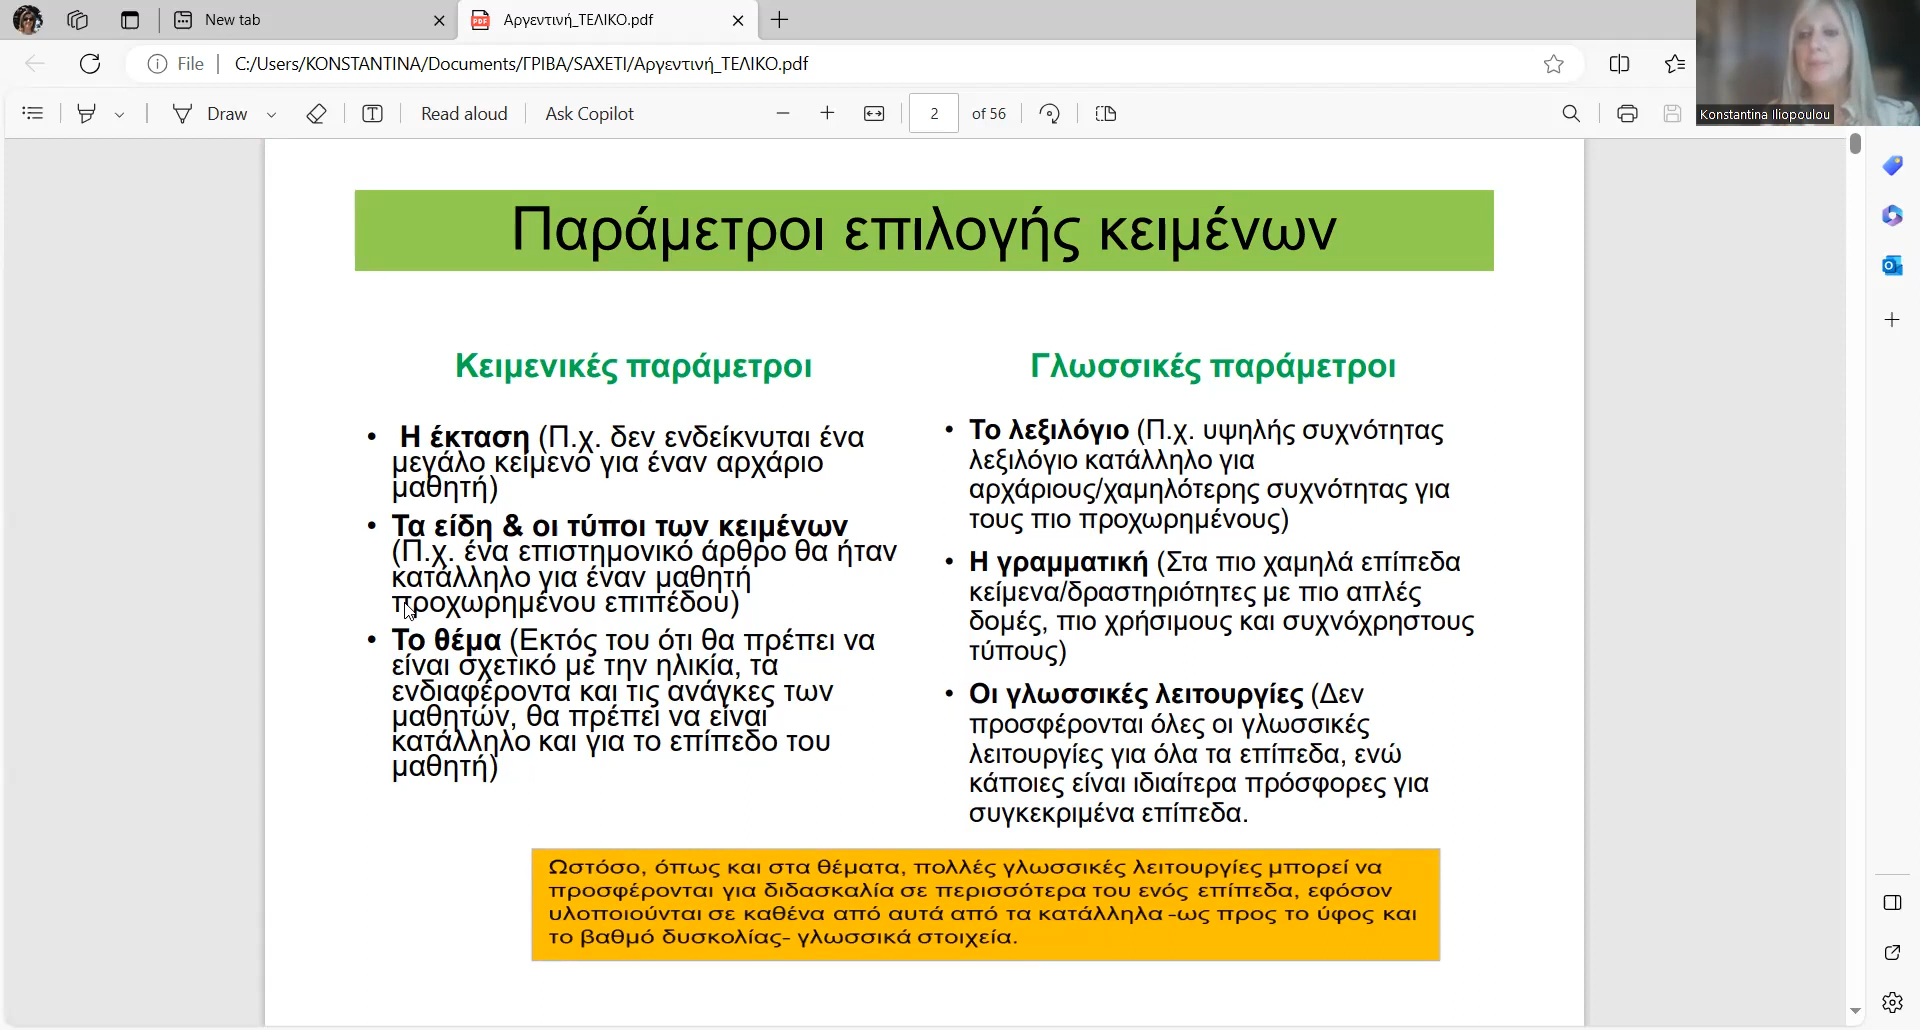 New tab
Αργεντινή_ΤΕΛΙΚΟ.pdf
File
C:/Users/KONSTANTINA/Documents/ΓΡΙΒΑ/SAXETI/Αργεντινή_ΤΕΛΙΚΟ.pdf
Konstantina Iliopoulou
Draw
Read aloud
Ask Copilot
2
of 56
Παράμετροι επιλογής κειμένων
Κειμενικές παράμετροι
• Η έκταση (Π.χ. δεν ενδείκνυται ένα
μεγάλο κείμενο για έναν αρχάριο
μαθητή)
• Τα είδη & οι τύποι των κειμένων
(Π.χ. ένα επιστημονικό άρθρο θα ήταν
κατάλληλο για έναν μαθητή
προχωρημένου επιπέδου)
• Το θέμα (Εκτός του ότι θα πρέπει να
είναι σχετικό με την ηλικία, τα
ενδιαφέροντα και τις ανάγκες των
μαθητών, θα πρέπει να είναι
κατάλληλο και για το επίπεδο του
μαθητή)
Γλωσσικές παράμετροι
• Το λεξιλόγιο (Π.χ. υψηλής συχνότητας
λεξιλόγιο κατάλληλο για
αρχάριους/χαμηλότερης συχνότητας για
τους πιο προχωρημένους)
• Η γραμματική (Στα πιο χαμηλά επίπεδα
κείμενα/δραστηριότητες με πιο απλές
δομές, πιο χρήσιμους και συχνόχρηστους
τύπους)
• Οι γλωσσικές λειτουργίες (Δεν
προσφέρονται όλες οι γλωσσικές
λειτουργίες για όλα τα επίπεδα, ενώ
κάποιες είναι ιδιαίτερα πρόσφορες για
συγκεκριμένα επίπεδα.
Ωστόσο, όπως και στα θέματα, πολλές γλωσσικές λειτουργίες μπορεί να
προσφέρονται για διδασκαλία σε περισσότερα του ενός επίπεδα, εφόσον
υλοποιούνται σε καθένα από αυτά από τα κατάλληλα -ως προς το ύφος και
το βαθμό δυσκολίας- γλωσσικά στοιχεία.